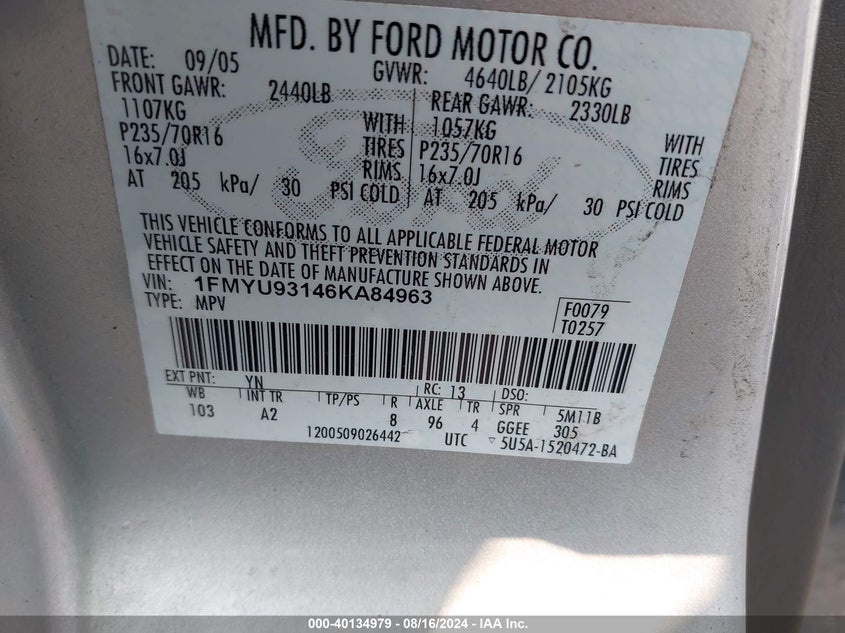 MFD. BY FORD MOTOR CO.
DATE: 09/05 GVWR: 4640LB/ 2105KG
FRONT GAWR: 2440LB REAR GAWR: 2330LB
1107KG WITH 1057KG WITH
P235/70R16 TIRES P235/70R16 TIRES
16x7.0J RIMS 16x7.0J RIMS
AT 205 kPa/ 30 PSI COLD AT 205 kPa/ 30 PSI COLD
THIS VEHICLE CONFORMS TO ALL APPLICABLE FEDERAL MOTOR
VEHICLE SAFETY AND THEFT PREVENTION STANDARDS IN
EFFECT ON THE DATE OF MANUFACTURE SHOWN ABOVE.
VIN: 1FMYU93146KA84963
TYPE: MPV
F0079
T0257
EXT PNT: YN RC: 13 DSO:
WB INT TR TP/PS R AXLE TR SPR 5M11B
103 A2 8 96 4 GGEE 305
1200509026442 UTC 5U5A-1520472-BA
Ford
000-40134979 - 08/16/2024 - IAA Inc.